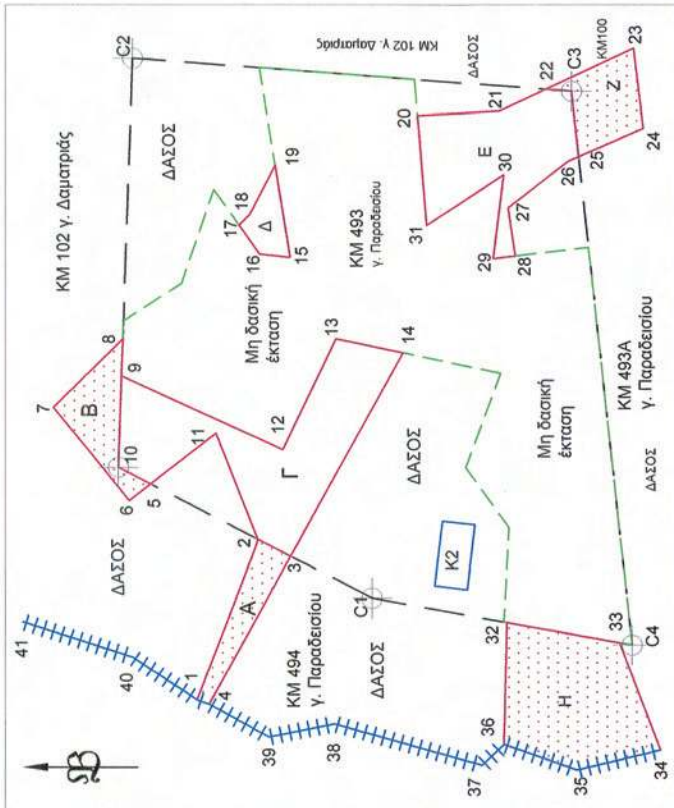 ΚΜ 102 γ. Δαματριάς
C2
ΚΜ 102 γ. Δαματριάς
41
40
ΔΑΣΟΣ
7
Β
8
9
10
6
5
11
ΔΑΣΟΣ
ΔΑΣΟΣ
17
18
19
Δ
16
15
20
21
22
C3
ΚΜ100
23
Ζ
24
25
26
Ε
30
31
27
29
28
ΚΜ 493
γ. Παραδεισίου
Μη δασική
έκταση
13
14
12
Γ
2
3
Α
1
4
39
38
C1
ΚΜ 494
γ. Παραδεισίου
ΔΑΣΟΣ
ΔΑΣΟΣ
Κ2
Μη δασική
έκταση
ΚΜ 493Α
γ. Παραδεισίου
ΔΑΣΟΣ
32
33
C4
Η
36
37
35
34
Β